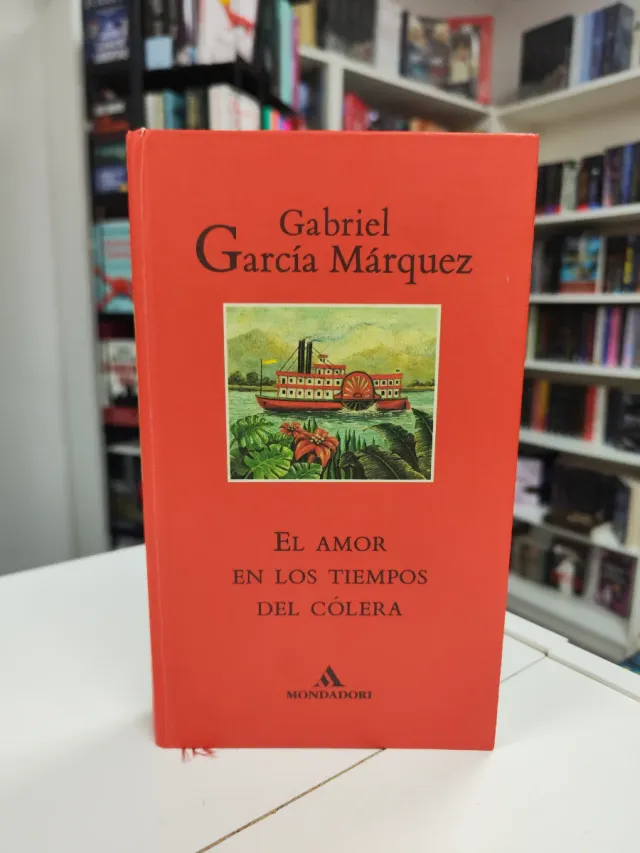 Gabriel
García Márquez
EL AMOR
EN LOS TIEMPOS
DEL CÓLERA
MONDADORI